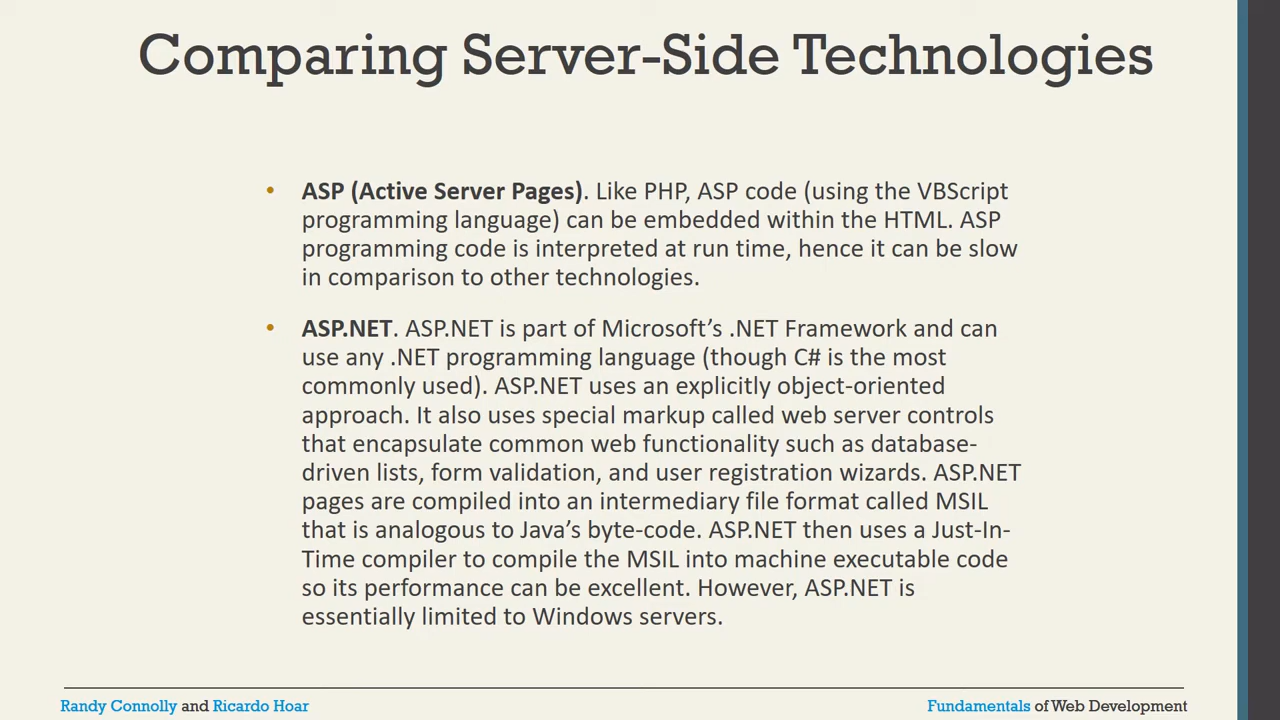 Comparing Server-Side Technologies
• ASP (Active Server Pages). Like PHP, ASP code (using the VBScript
programming language) can be embedded within the HTML. ASP
programming code is interpreted at run time, hence it can be slow
in comparison to other technologies.
• ASP.NET. ASP.NET is part of Microsoft’s .NET Framework and can
use any .NET programming language (though C# is the most
commonly used). ASP.NET uses an explicitly object-oriented
approach. It also uses special markup called web server controls
that encapsulate common web functionality such as database-
driven lists, form validation, and user registration wizards. ASP.NET
pages are compiled into an intermediary file format called MSIL
that is analogous to Java’s byte-code. ASP.NET then uses a Just-In-
Time compiler to compile the MSIL into machine executable code
so its performance can be excellent. However, ASP.NET is
essentially limited to Windows servers.
Randy Connolly and Ricardo Hoar
Fundamentals of Web Development